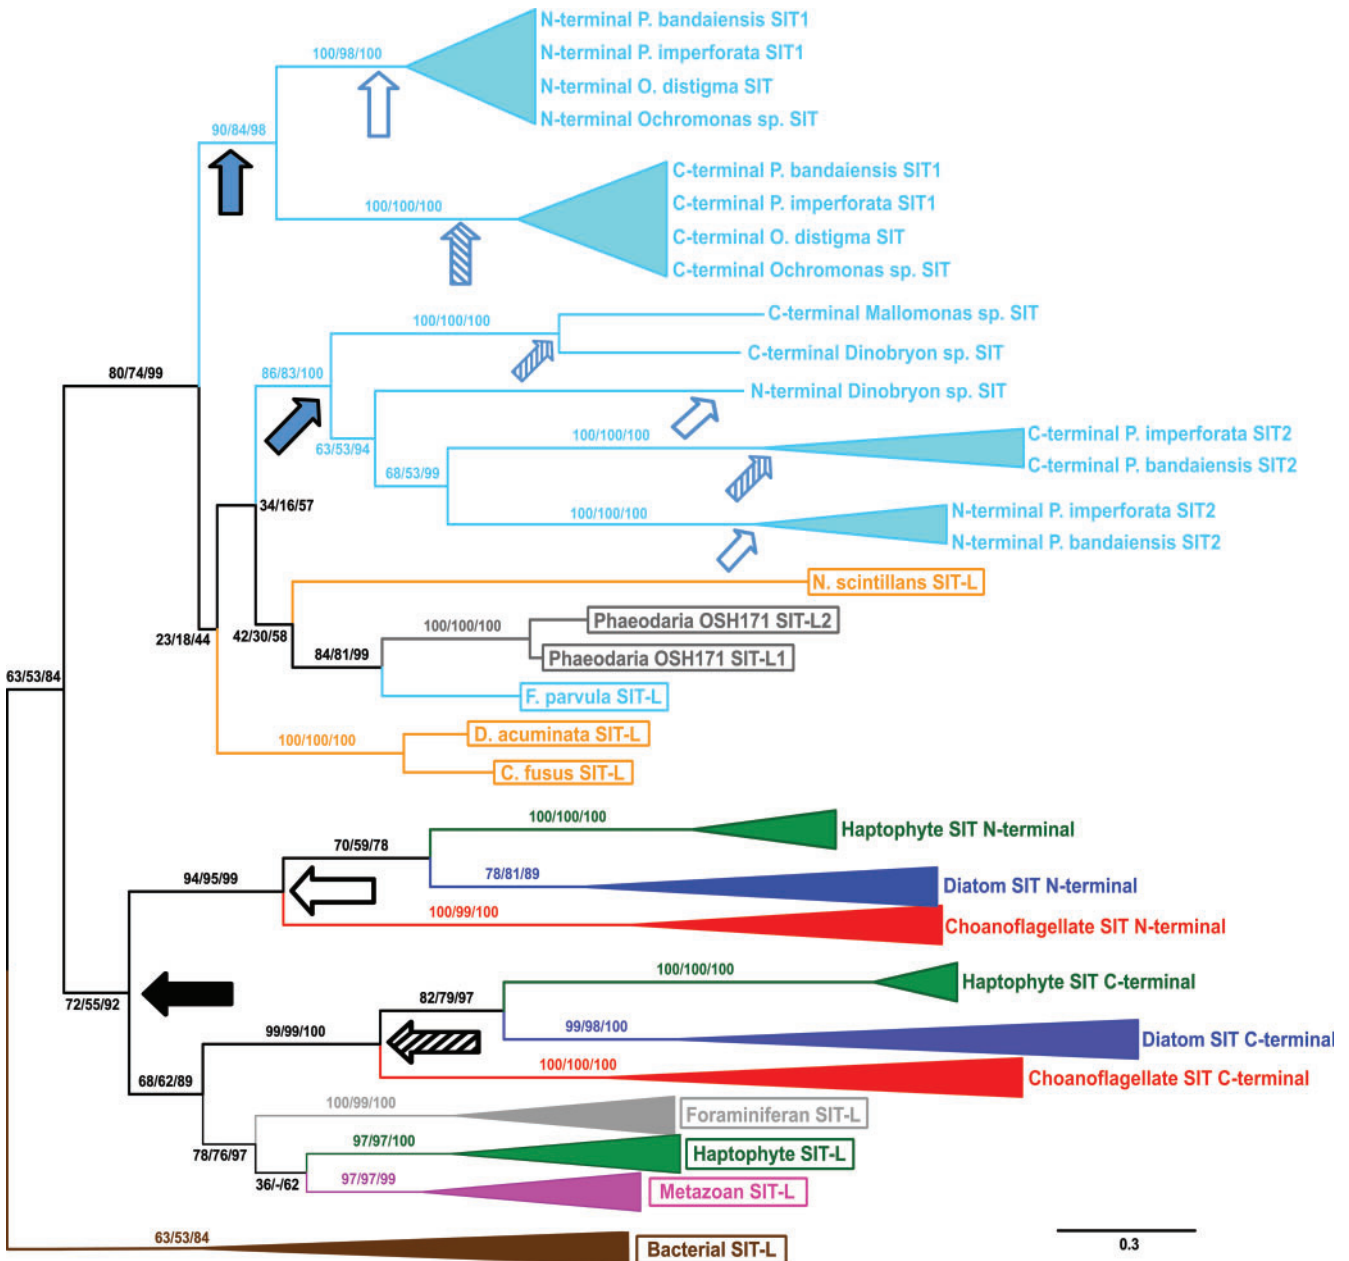 N-terminal P. bandaiensis SIT1
100/98/100
N-terminal P. imperforata SIT1
N-terminal O. distigma SIT
N-terminal Ochromonas sp. SIT
90/84/98
C-terminal P. bandaiensis SIT1
100/100/100
C-terminal P. imperforata SIT1
C-terminal O. distigma SIT
C-terminal Ochromonas sp. SIT
C-terminal Mallomonas sp. SIT
100/100/100
C-terminal Dinobryon sp. SIT
80/74/99
86/83/100
N-terminal Dinobryon sp. SIT
63/53/94
100/100/100
C-terminal P. imperforata SIT2
C-terminal P. bandaiensis SIT2
68/53/99
34/16/57
100/100/100
N-terminal P. imperforata SIT2
N-terminal P. bandaiensis SIT2
N. scintillans SIT-L
23/18/44
42/30/58
100/100/100
Phaeodaria OSH171 SIT-L2
84/81/99
Phaeodaria OSH171 SIT-L1
63/53/84
F. parvula SIT-L
100/100/100
D. acuminata SIT-L
C. fusus SIT-L
100/100/100
Haptophyte SIT N-terminal
70/59/78
94/95/99
78/81/89
Diatom SIT N-terminal
100/99/100
Choanoflagellate SIT N-terminal
72/55/92
100/100/100
Haptophyte SIT C-terminal
82/79/97
99/99/100
99/98/100
Diatom SIT C-terminal
100/100/100
Choanoflagellate SIT C-terminal
68/62/89
100/99/100
Foraminiferan SIT-L
78/76/97
97/97/100
Haptophyte SIT-L
36/-/62
97/97/99
Metazoan SIT-L
63/53/84
Bacterial SIT-L
0.3